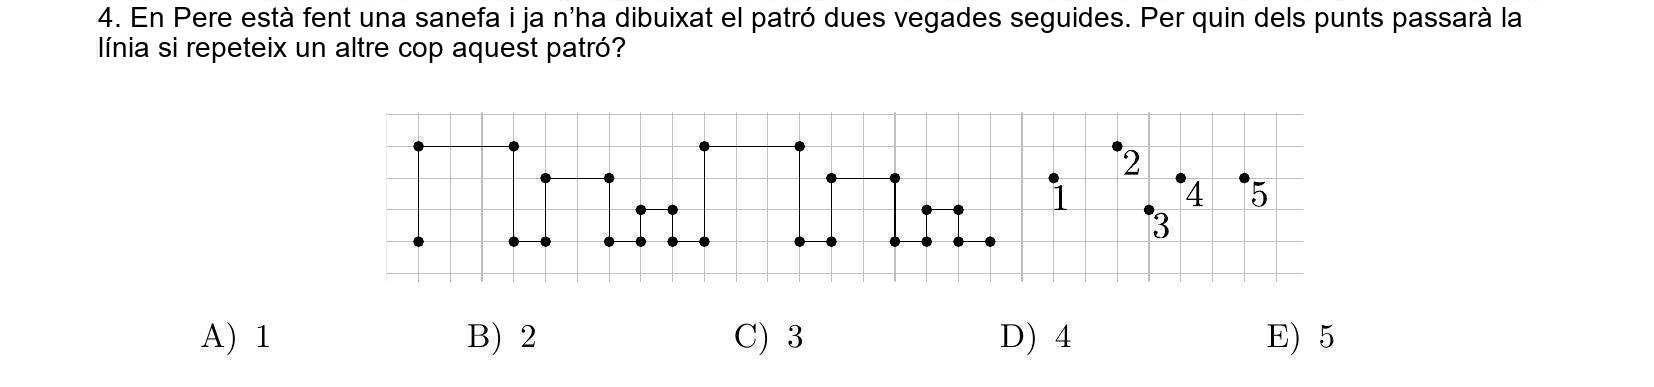 4. En Pere està fent una sanefa i ja n’ha dibuixat el patró dues vegades seguides. Per quin dels punts passarà la
línia si repeteix un altre cop aquest patró?
2
1
4
5
3
A) 1 B) 2 C) 3 D) 4 E) 5